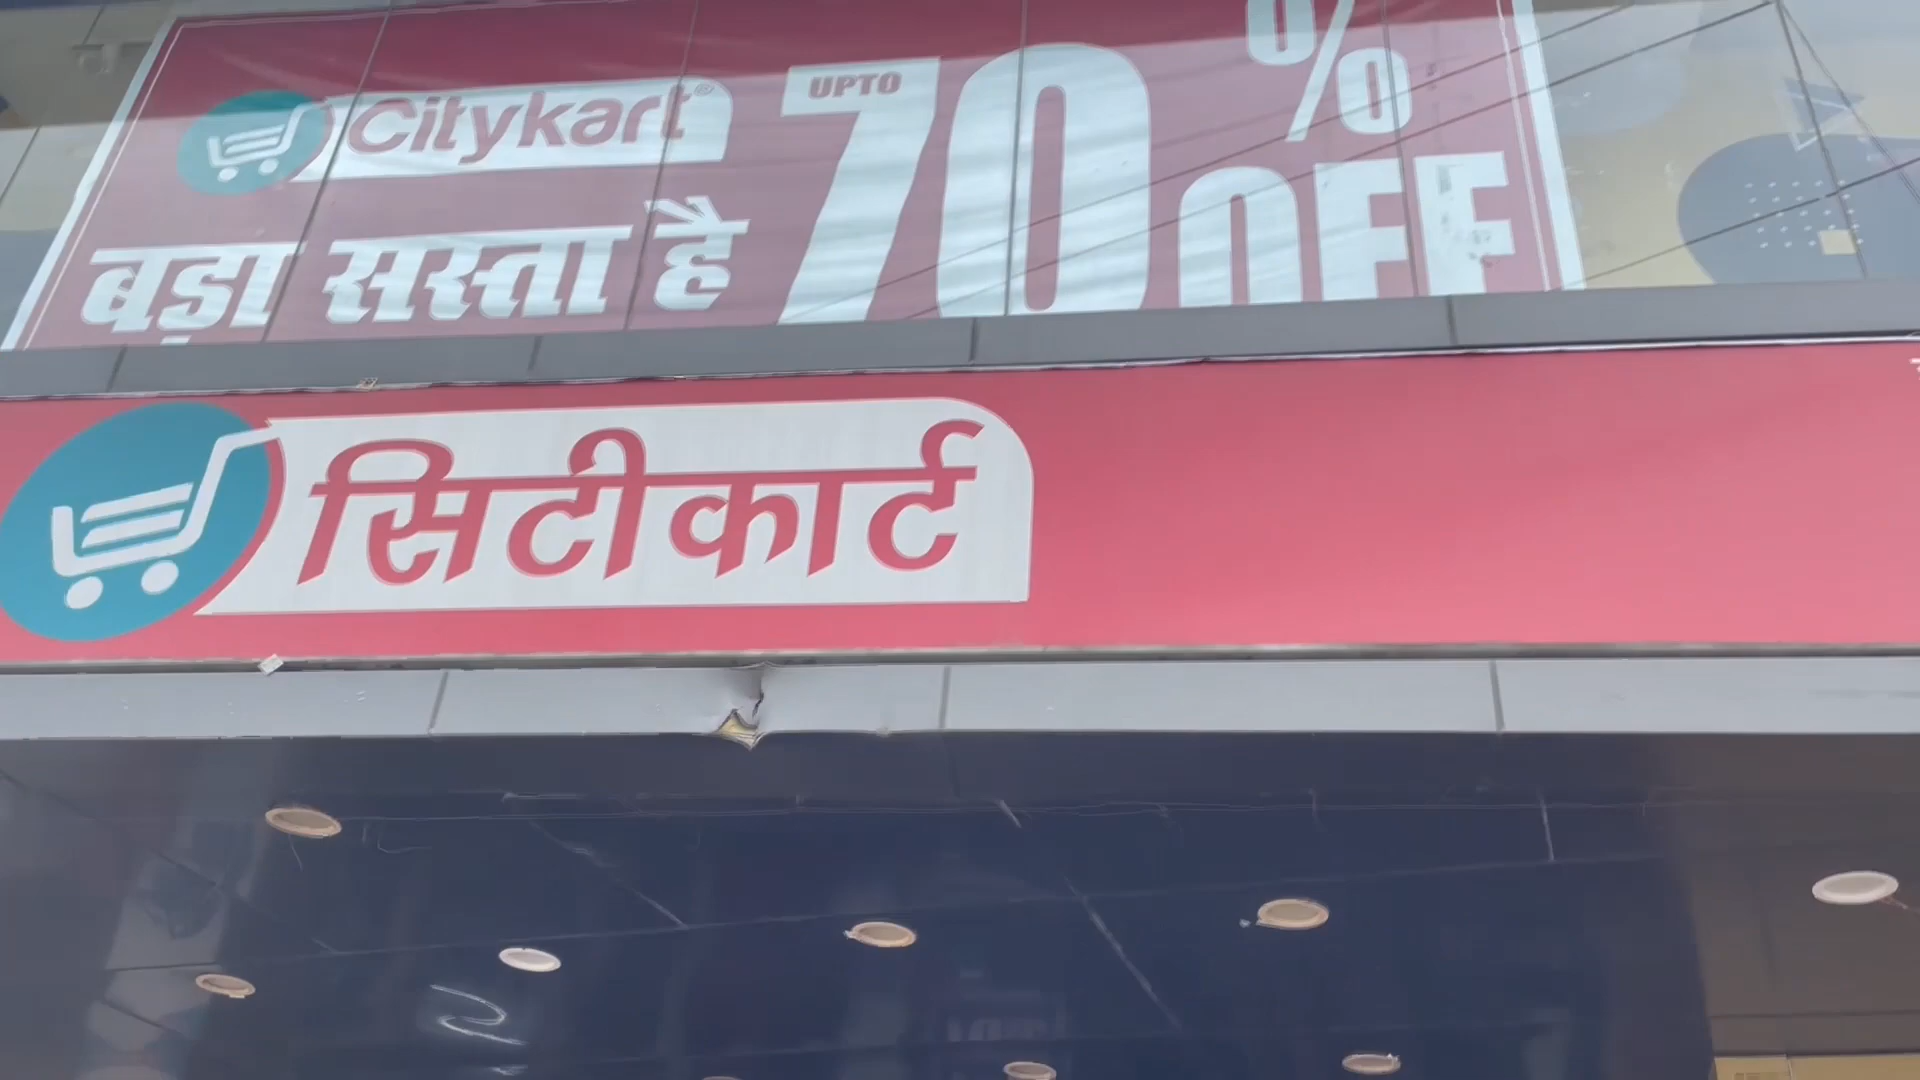 Citykart®
बड़ा सस्ता है
UPTO
70% OFF
सिटीकार्ट